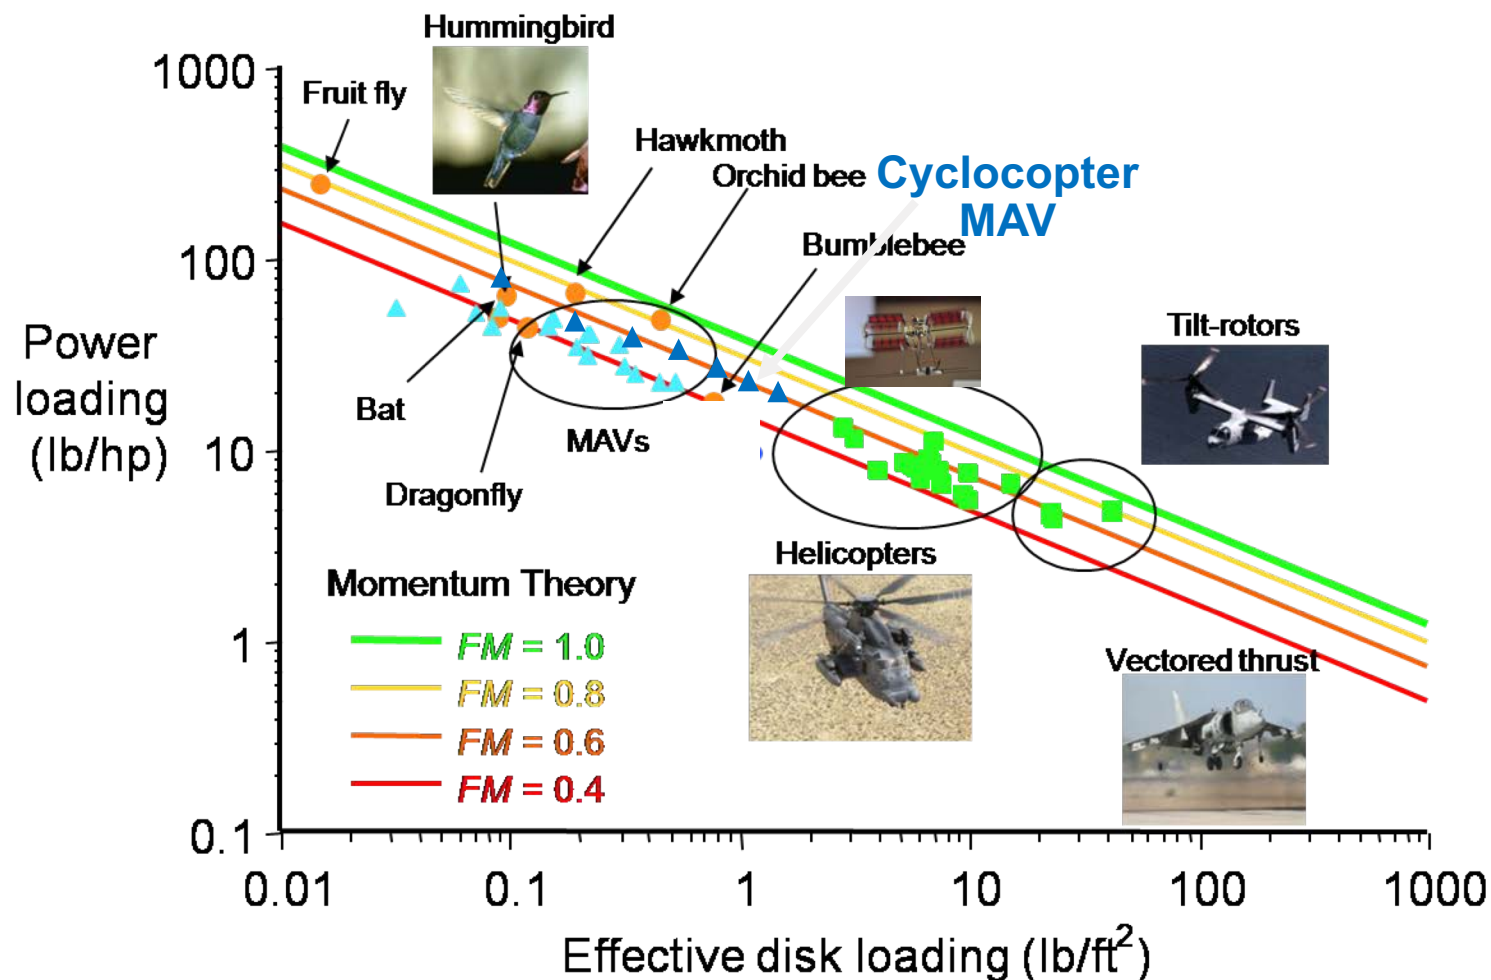 Hummingbird
1000
Fruit fly
Hawkmoth
Orchid bee
Cyclocopter
MAV
Bumblebee
100
Tilt-rotors
Power
loading
(lb/hp)
Bat
MAVs
10
Dragonfly
Helicopters
Momentum Theory
FM = 1.0
1
Vectored thrust
FM = 0.8
FM = 0.6
FM = 0.4
0.1
0.01
0.1
1
10
100
1000
Effective disk loading (lb/ft²)